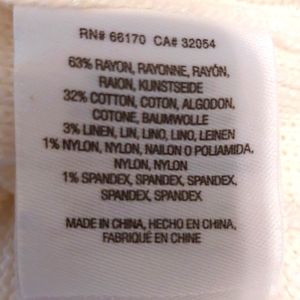 RN# 66170 CA# 32054
63% RAYON, RAYONNE, RAYÓN,
RAION, KUNSTSEIDE
32% COTTON, COTON, ALGODON,
COTONE, BAUMWOLLE
3% LINEN, LIN, LINO, LINO, LEINEN
1% NYLON, NYLON, NAILON O POLIAMIDA,
NYLON, NYLON
1% SPANDEX, SPANDEX, SPANDEX,
SPANDEX, SPANDEX
MADE IN CHINA, HECHO EN CHINA,
FABRIQUÉ EN CHINE